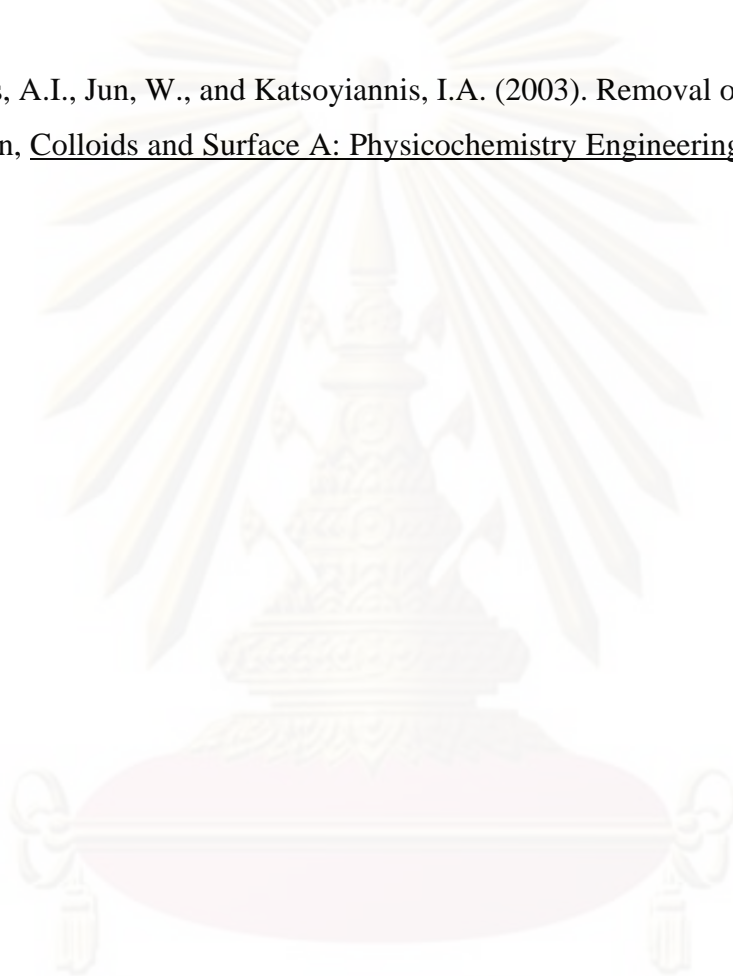 s, A.I., Jun, W., and Katsoyiannis, I.A. (2003). Removal o
n, Colloids and Surface A: Physicochemistry Engineering